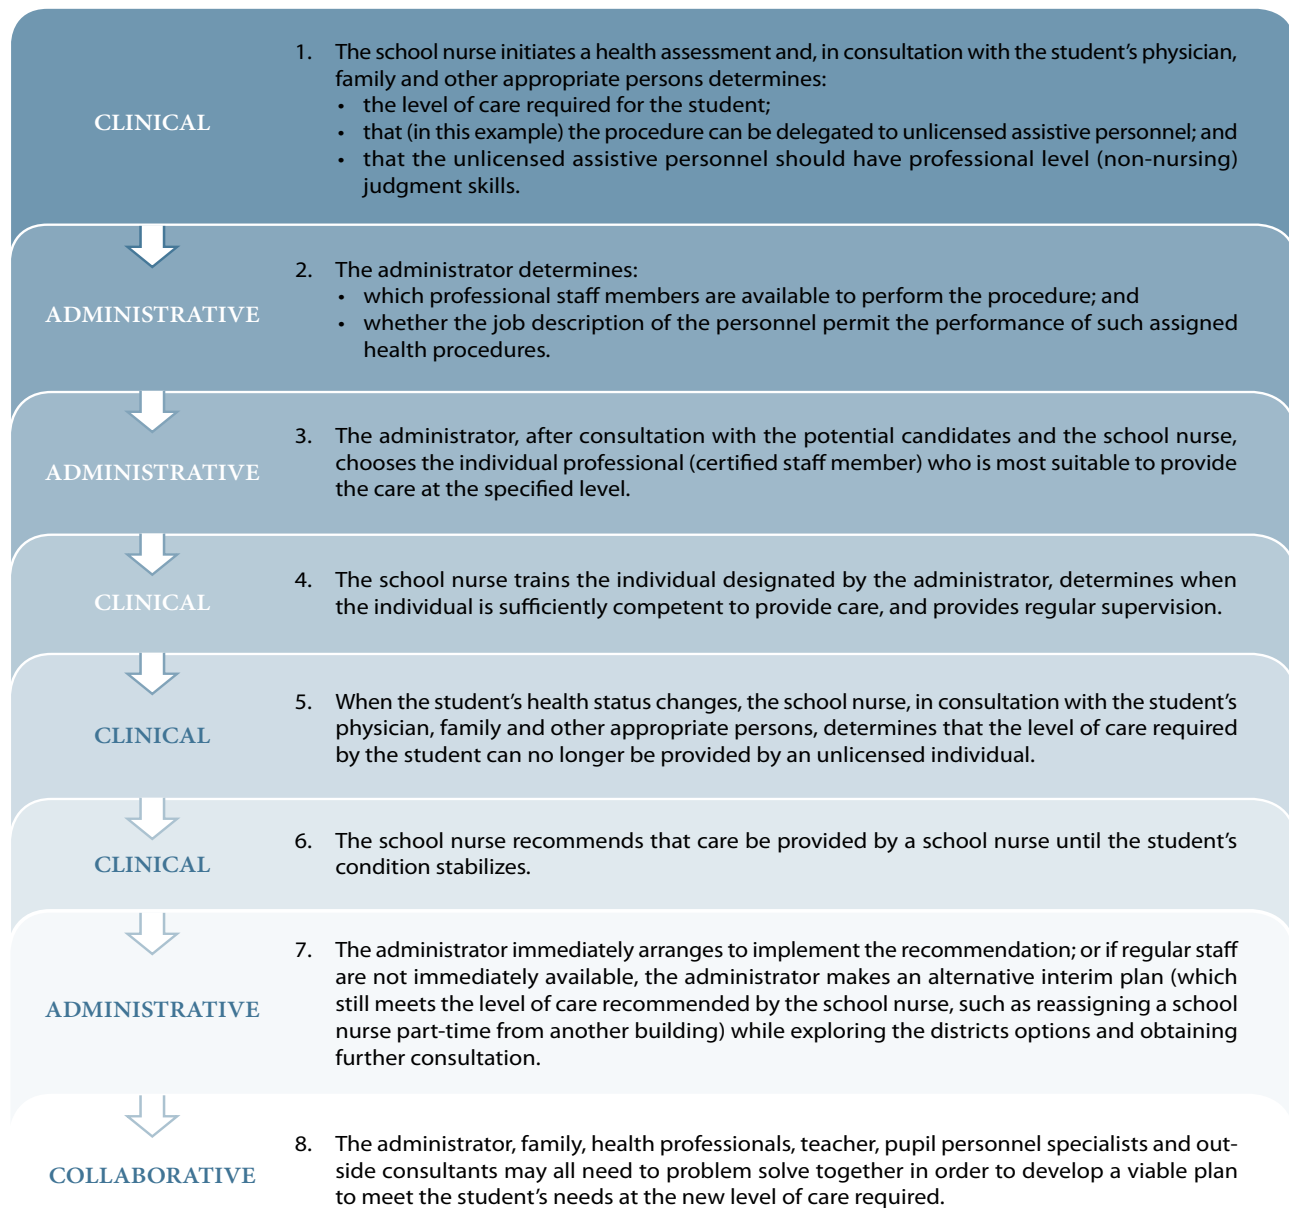 CLINICAL
1. The school nurse initiates a health assessment and, in consultation with the student’s physician,
family and other appropriate persons determines:
• the level of care required for the student;
• that (in this example) the procedure can be delegated to unlicensed assistive personnel; and
• that the unlicensed assistive personnel should have professional level (non-nursing)
judgment skills.
ADMINISTRATIVE
2. The administrator determines:
• which professional staff members are available to perform the procedure; and
• whether the job description of the personnel permit the performance of such assigned
health procedures.
ADMINISTRATIVE
3. The administrator, after consultation with the potential candidates and the school nurse,
chooses the individual professional (certified staff member) who is most suitable to provide
the care at the specified level.
CLINICAL
4. The school nurse trains the individual designated by the administrator, determines when
the individual is sufficiently competent to provide care, and provides regular supervision.
CLINICAL
5. When the student’s health status changes, the school nurse, in consultation with the student’s
physician, family and other appropriate persons, determines that the level of care required
by the student can no longer be provided by an unlicensed individual.
CLINICAL
6. The school nurse recommends that care be provided by a school nurse until the student’s
condition stabilizes.
ADMINISTRATIVE
7. The administrator immediately arranges to implement the recommendation; or if regular staff
are not immediately available, the administrator makes an alternative interim plan (which
still meets the level of care recommended by the school nurse, such as reassigning a school
nurse part-time from another building) while exploring the districts options and obtaining
further consultation.
COLLABORATIVE
8. The administrator, family, health professionals, teacher, pupil personnel specialists and out-
side consultants may all need to problem solve together in order to develop a viable plan
to meet the student’s needs at the new level of care required.